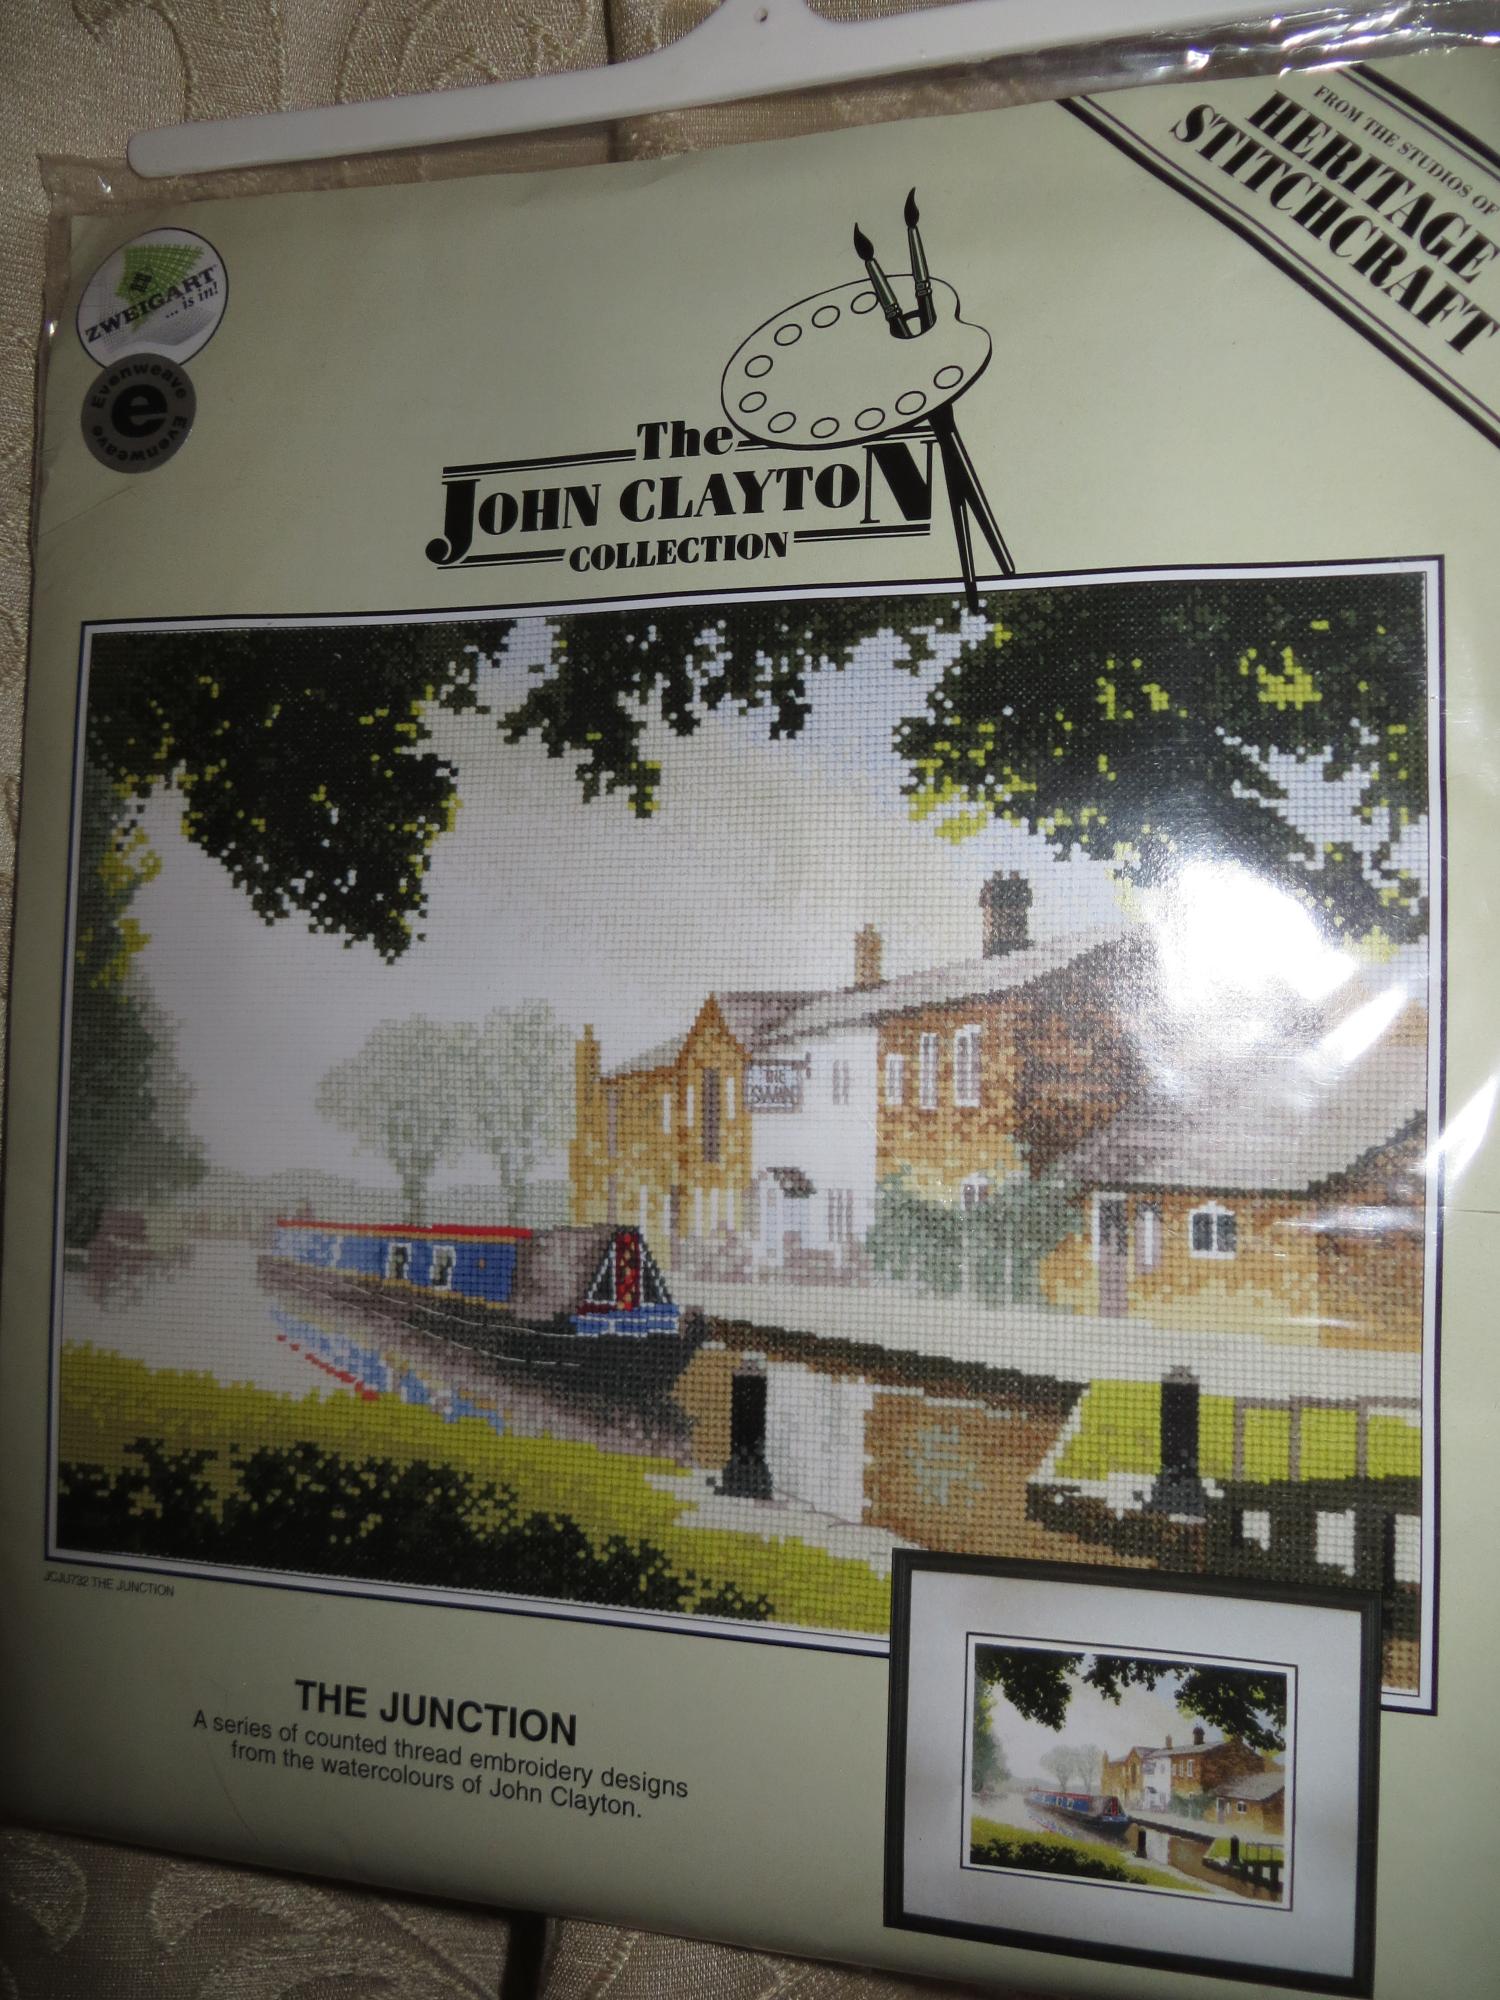 FROM THE STUDIOS OF
HERITAGE
STITCHCRAFT
ZWEIGART
... is in!
Evenweave Evenweave
e
The
JOHN CLAYTON
COLLECTION
THE
SWAN
JCJU732 THE JUNCTION
THE JUNCTION
A series of counted thread embroidery designs
from the watercolours of John Clayton.